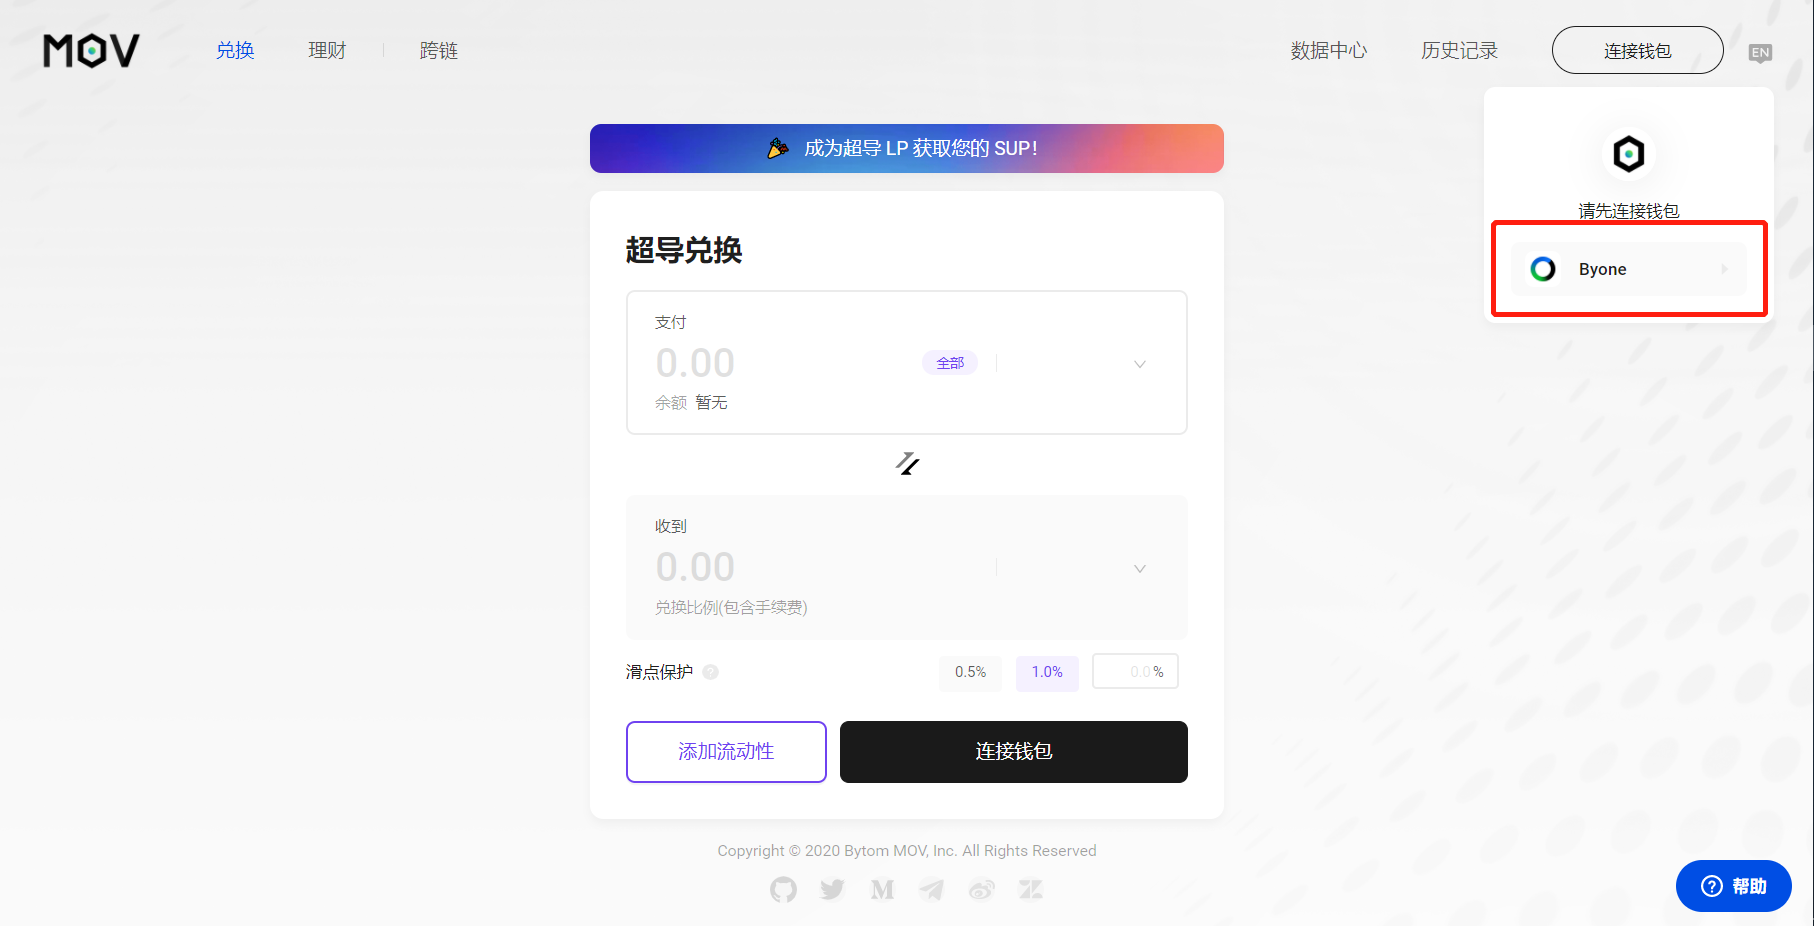 MOV
兑换
理财
跨链
数据中心
历史记录
连接钱包
EN
成为超导 LP 获取您的 SUP！
请先连接钱包
Byone
超导兑换
支付
0.00
全部
余额 暂无
收到
0.00
兑换比例(包含手续费)
滑点保护 ?
0.5%
1.0%
0.0 %
添加流动性
连接钱包
Copyright © 2020 Bytom MOV, Inc. All Rights Reserved
? 帮助